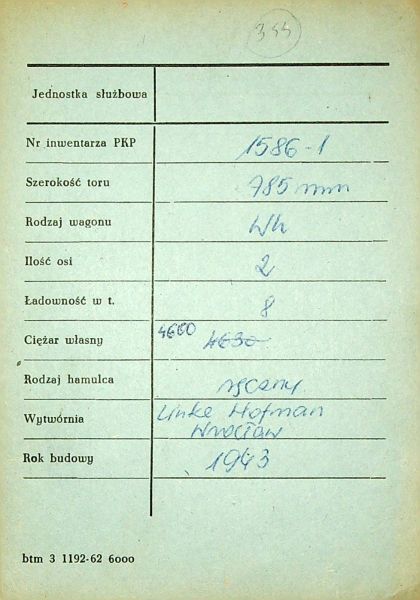 344
Jednostka służbowa
Nr inwentarza PKP 1586-1
Szerokość toru 785 mm
Rodzaj wagonu Wh
Ilość osi 2
Ładowność w t. 8
Ciężar własny 4660 4630
Rodzaj hamulca ręczny
Wytwórnia Linke Hofman
Wrocław
Rok budowy 1943
btm 3 1192-62 6000